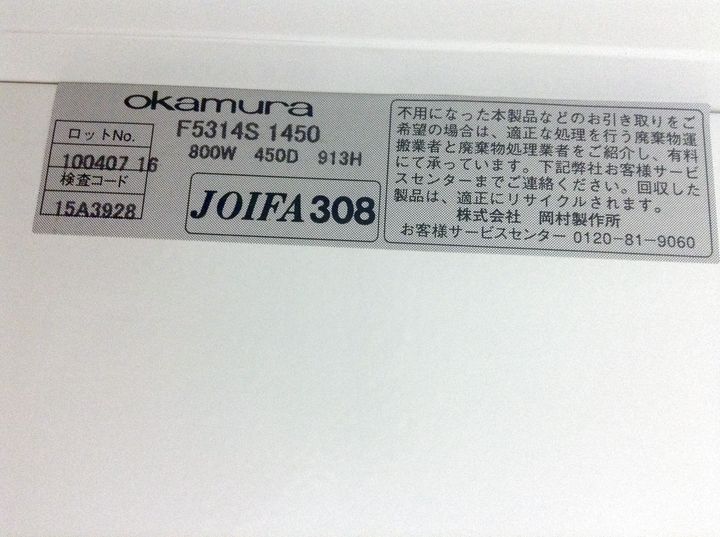 okamura
F5314S 1450
800W 450D 913H
ロットNo.
100407 16
検査コード
15A3928
JOIFA308
不用になった本製品などのお引き取りをご
希望の場合は、適正な処理を行う廃棄物運
搬業者と廃棄物処理業者をご紹介し、有料
にて承っています。下記弊社お客様サービ
スセンターまでご連絡ください。回収した
製品は、適正にリサイクルされます。
株式会社 岡村製作所
お客様サービスセンター 0120-81-9060